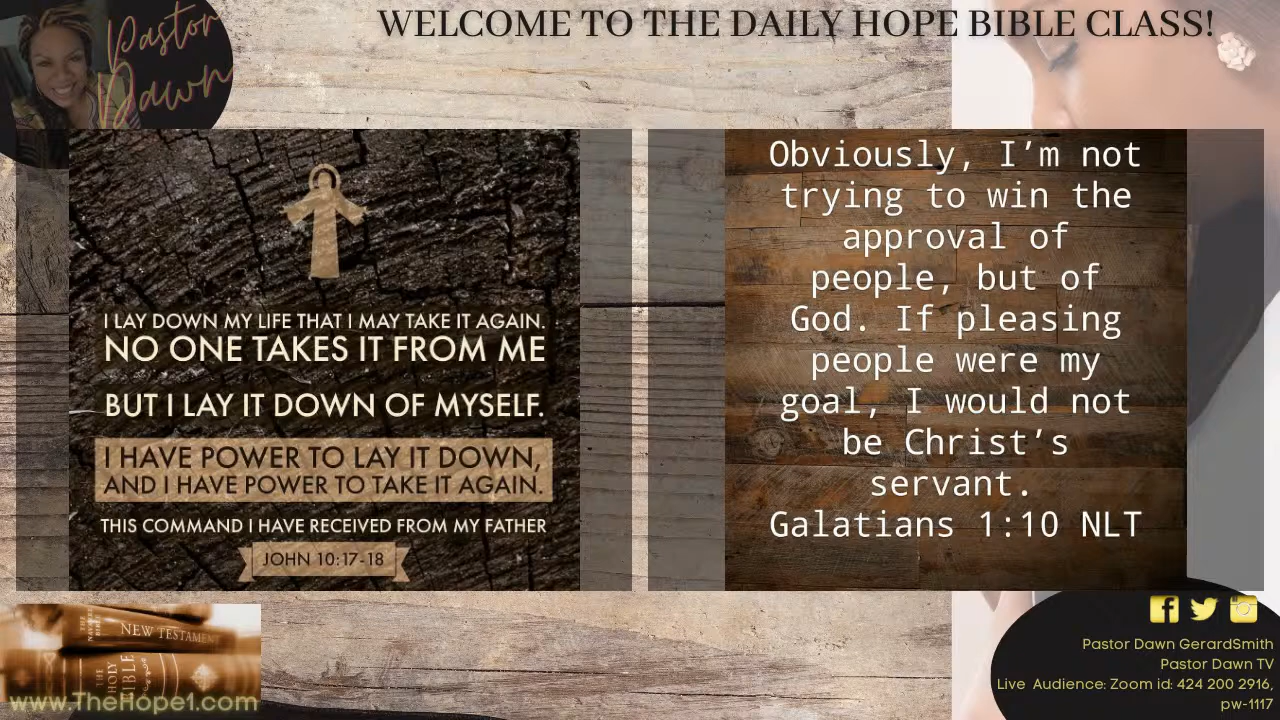 WELCOME TO THE DAILY HOPE BIBLE CLASS!
Pastor
Dawn
I LAY DOWN MY LIFE THAT I MAY TAKE IT AGAIN.
NO ONE TAKES IT FROM ME
BUT I LAY IT DOWN OF MYSELF.
I HAVE POWER TO LAY IT DOWN,
AND I HAVE POWER TO TAKE IT AGAIN.
THIS COMMAND I HAVE RECEIVED FROM MY FATHER
JOHN 10:17-18
Obviously, I’m not
trying to win the
approval of
people, but of
God. If pleasing
people were my
goal, I would not
be Christ’s
servant.
Galatians 1:10 NLT
NEW TESTAMENT
THE
HOLY
BIBLE
www.TheHope1.com
Pastor Dawn GerardSmith
Pastor Dawn TV
Live Audience: Zoom id: 424 200 2916,
pw-1117